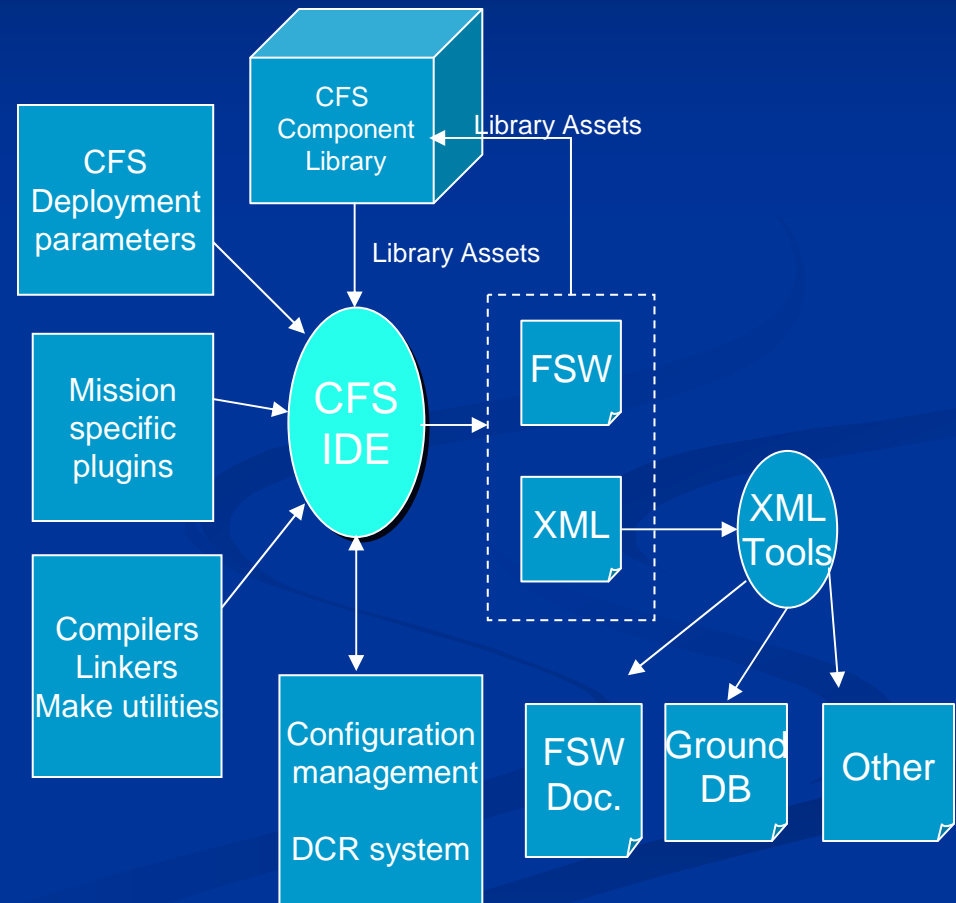 CFS
Component
Library
Library Assets
CFS
Deployment
parameters
Library Assets
Mission
specific
plugins
CFS
IDE
FSW
XML
XML
Tools
Compilers
Linkers
Make utilities
Configuration
management
DCR system
FSW
Doc.
Ground
DB
Other